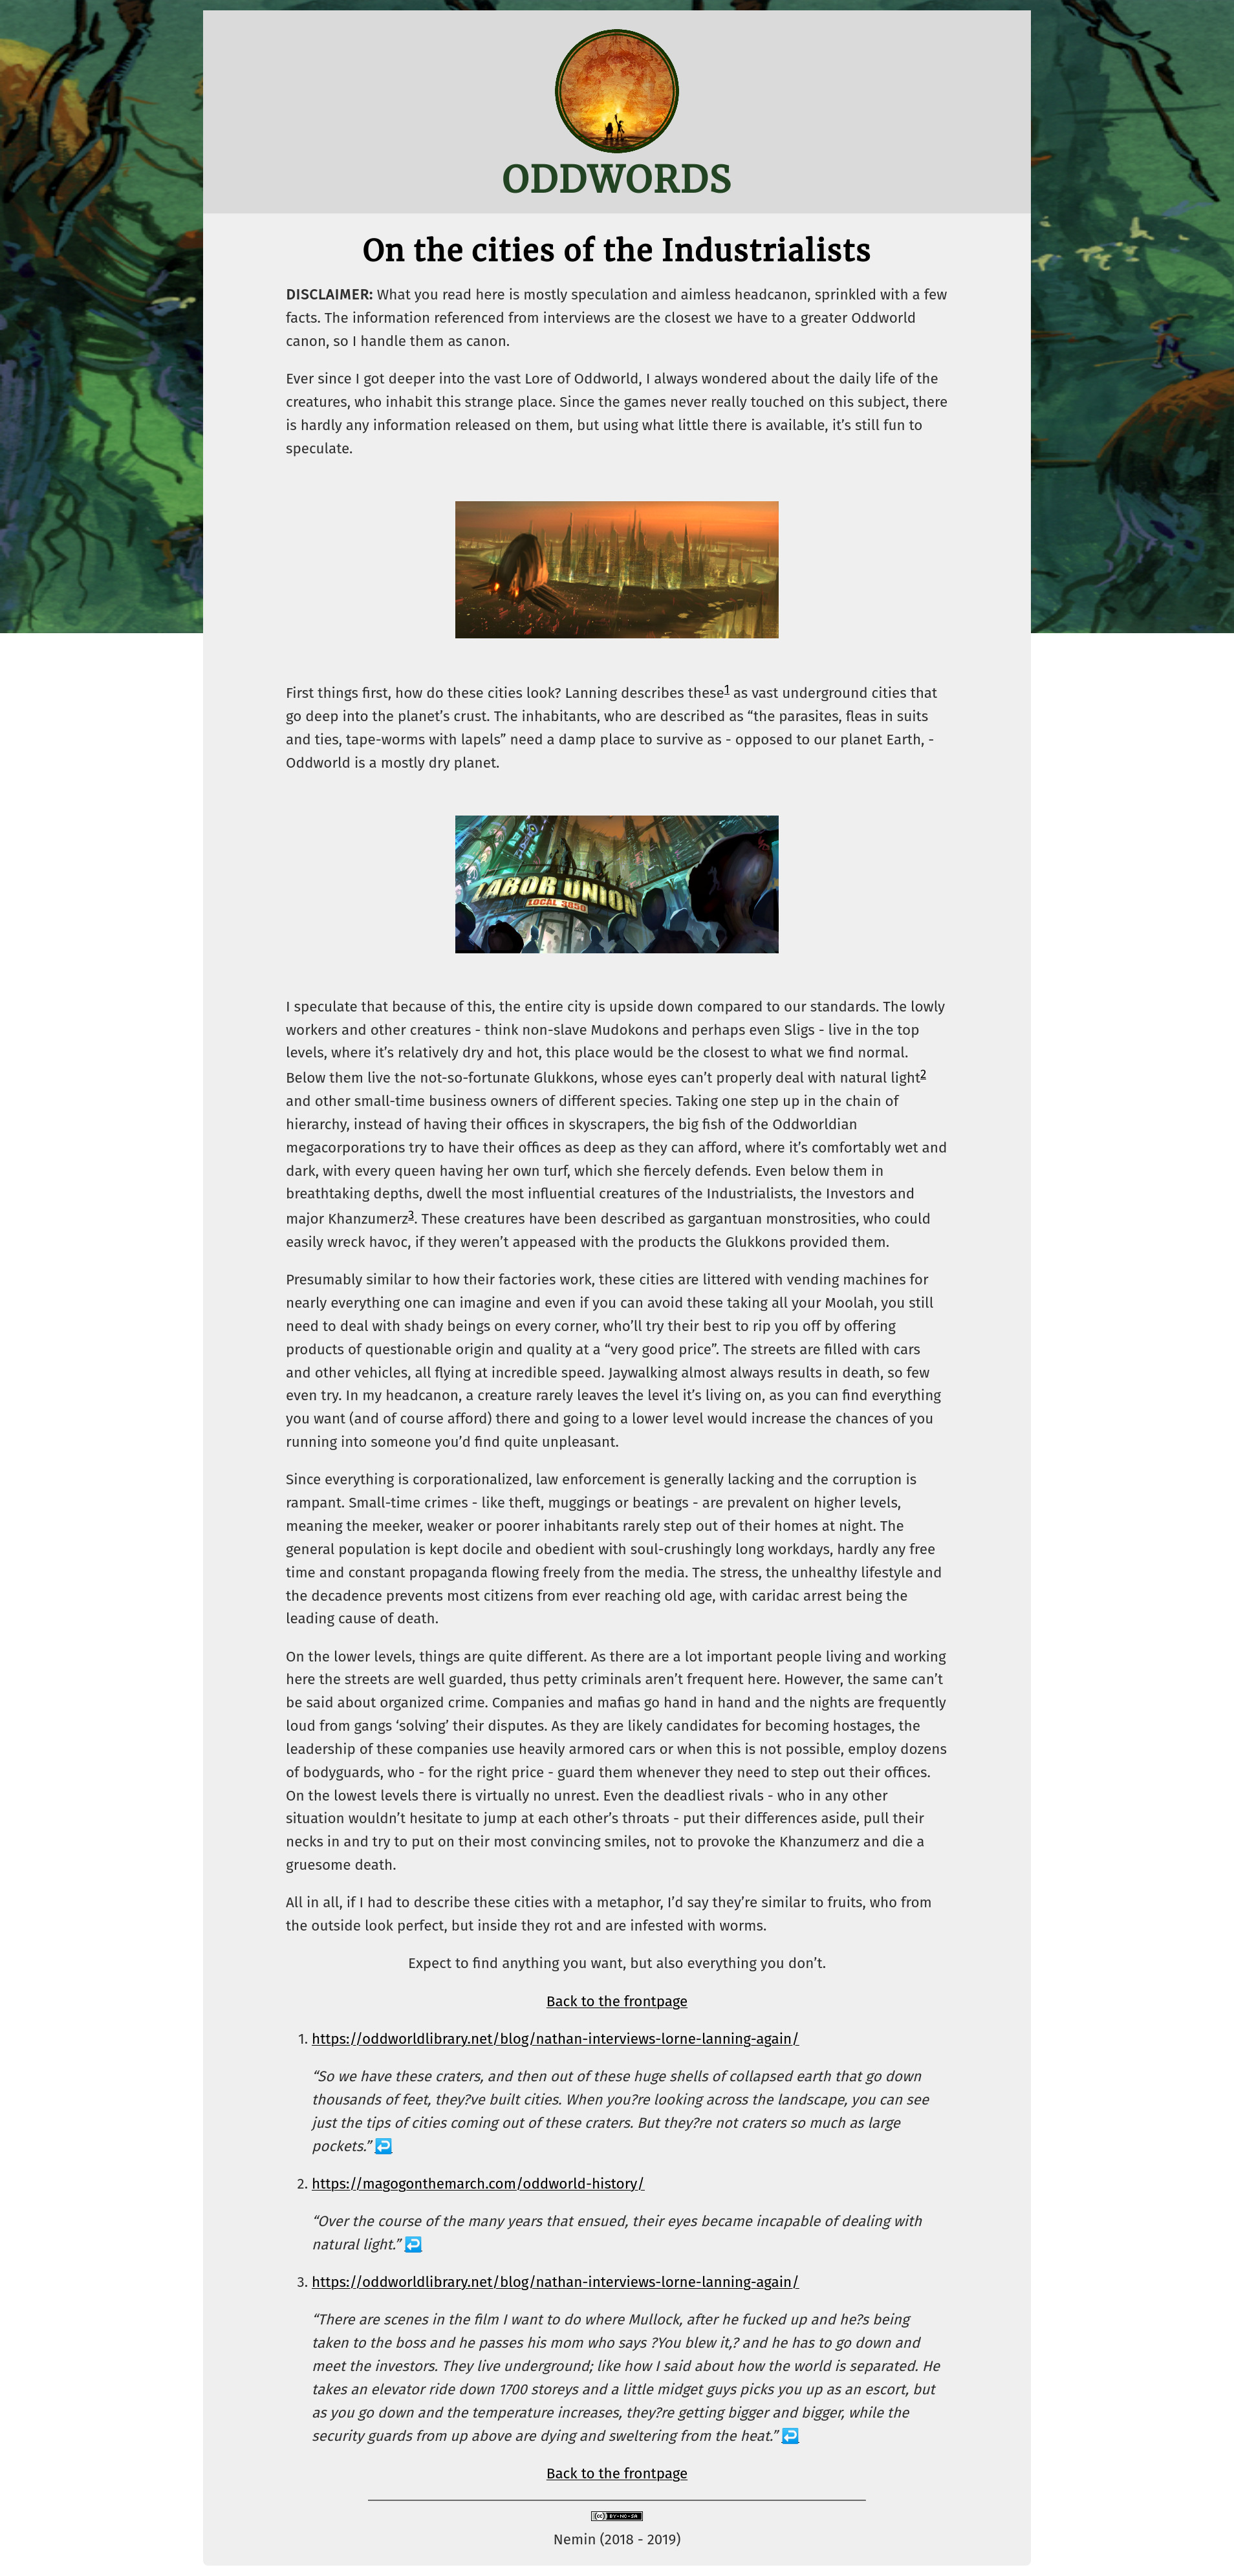 ODDWORDS
On the cities of the Industrialists
DISCLAIMER: What you read here is mostly speculation and aimless headcanon, sprinkled with a few
facts. The information referenced from interviews are the closest we have to a greater Oddworld
canon, so I handle them as canon.
Ever since I got deeper into the vast Lore of Oddworld, I always wondered about the daily life of the
creatures, who inhabit this strange place. Since the games never really touched on this subject, there
is hardly any information released on them, but using what little there is available, it’s still fun to
speculate.
First things first, how do these cities look? Lanning describes these1 as vast underground cities that
go deep into the planet’s crust. The inhabitants, who are described as “the parasites, fleas in suits
and ties, tape-worms with lapels” need a damp place to survive as - opposed to our planet Earth, -
Oddworld is a mostly dry planet.
LABOR UNION
LOCAL 3850
I speculate that because of this, the entire city is upside down compared to our standards. The lowly
workers and other creatures - think non-slave Mudokons and perhaps even Sligs - live in the top
levels, where it’s relatively dry and hot, this place would be the closest to what we find normal.
Below them live the not-so-fortunate Glukkons, whose eyes can’t properly deal with natural light2
and other small-time business owners of different species. Taking one step up in the chain of
hierarchy, instead of having their offices in skyscrapers, the big fish of the Oddworldian
megacorporations try to have their offices as deep as they can afford, where it’s comfortably wet and
dark, with every queen having her own turf, which she fiercely defends. Even below them in
breathtaking depths, dwell the most influential creatures of the Industrialists, the Investors and
major Khanzumerz3. These creatures have been described as gargantuan monstrosities, who could
easily wreck havoc, if they weren’t appeased with the products the Glukkons provided them.
Presumably similar to how their factories work, these cities are littered with vending machines for
nearly everything one can imagine and even if you can avoid these taking all your Moolah, you still
need to deal with shady beings on every corner, who’ll try their best to rip you off by offering
products of questionable origin and quality at a “very good price”. The streets are filled with cars
and other vehicles, all flying at incredible speed. Jaywalking almost always results in death, so few
even try. In my headcanon, a creature rarely leaves the level it’s living on, as you can find everything
you want (and of course afford) there and going to a lower level would increase the chances of you
running into someone you’d find quite unpleasant.
Since everything is corporationalized, law enforcement is generally lacking and the corruption is
rampant. Small-time crimes - like theft, muggings or beatings - are prevalent on higher levels,
meaning the meeker, weaker or poorer inhabitants rarely step out of their homes at night. The
general population is kept docile and obedient with soul-crushingly long workdays, hardly any free
time and constant propaganda flowing freely from the media. The stress, the unhealthy lifestyle and
the decadence prevents most citizens from ever reaching old age, with caridac arrest being the
leading cause of death.
On the lower levels, things are quite different. As there are a lot important people living and working
here the streets are well guarded, thus petty criminals aren’t frequent here. However, the same can’t
be said about organized crime. Companies and mafias go hand in hand and the nights are frequently
loud from gangs ‘solving’ their disputes. As they are likely candidates for becoming hostages, the
leadership of these companies use heavily armored cars or when this is not possible, employ dozens
of bodyguards, who - for the right price - guard them whenever they need to step out their offices.
On the lowest levels there is virtually no unrest. Even the deadliest rivals - who in any other
situation wouldn’t hesitate to jump at each other’s throats - put their differences aside, pull their
necks in and try to put on their most convincing smiles, not to provoke the Khanzumerz and die a
gruesome death.
All in all, if I had to describe these cities with a metaphor, I’d say they’re similar to fruits, who from
the outside look perfect, but inside they rot and are infested with worms.
Expect to find anything you want, but also everything you don’t.
Back to the frontpage
1. https://oddworldlibrary.net/blog/nathan-interviews-lorne-lanning-again/
“So we have these craters, and then out of these huge shells of collapsed earth that go down
thousands of feet, they?ve built cities. When you?re looking across the landscape, you can see
just the tips of cities coming out of these craters. But they?re not craters so much as large
pockets.” ↩
2. https://magogonthemarch.com/oddworld-history/
“Over the course of the many years that ensued, their eyes became incapable of dealing with
natural light.” ↩
3. https://oddworldlibrary.net/blog/nathan-interviews-lorne-lanning-again/
“There are scenes in the film I want to do where Mullock, after he fucked up and he?s being
taken to the boss and he passes his mom who says ?You blew it,? and he has to go down and
meet the investors. They live underground; like how I said about how the world is separated. He
takes an elevator ride down 1700 storeys and a little midget guys picks you up as an escort, but
as you go down and the temperature increases, they?re getting bigger and bigger, while the
security guards from up above are dying and sweltering from the heat.” ↩
Back to the frontpage
(cc) BY-NC-SA
Nemin (2018 - 2019)